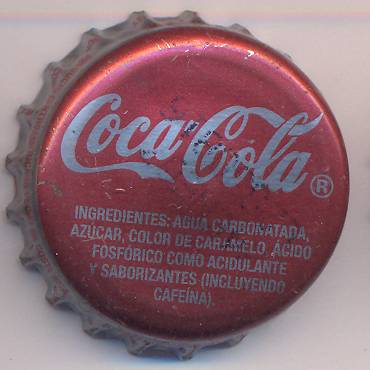 Coca-Cola®
INGREDIENTES: AGUA CARBONATADA,
AZÚCAR, COLOR DE CARAMELO, ÁCIDO
FOSFÓRICO COMO ACIDULANTE
Y SABORIZANTES (INCLUYENDO
CAFEÍNA).